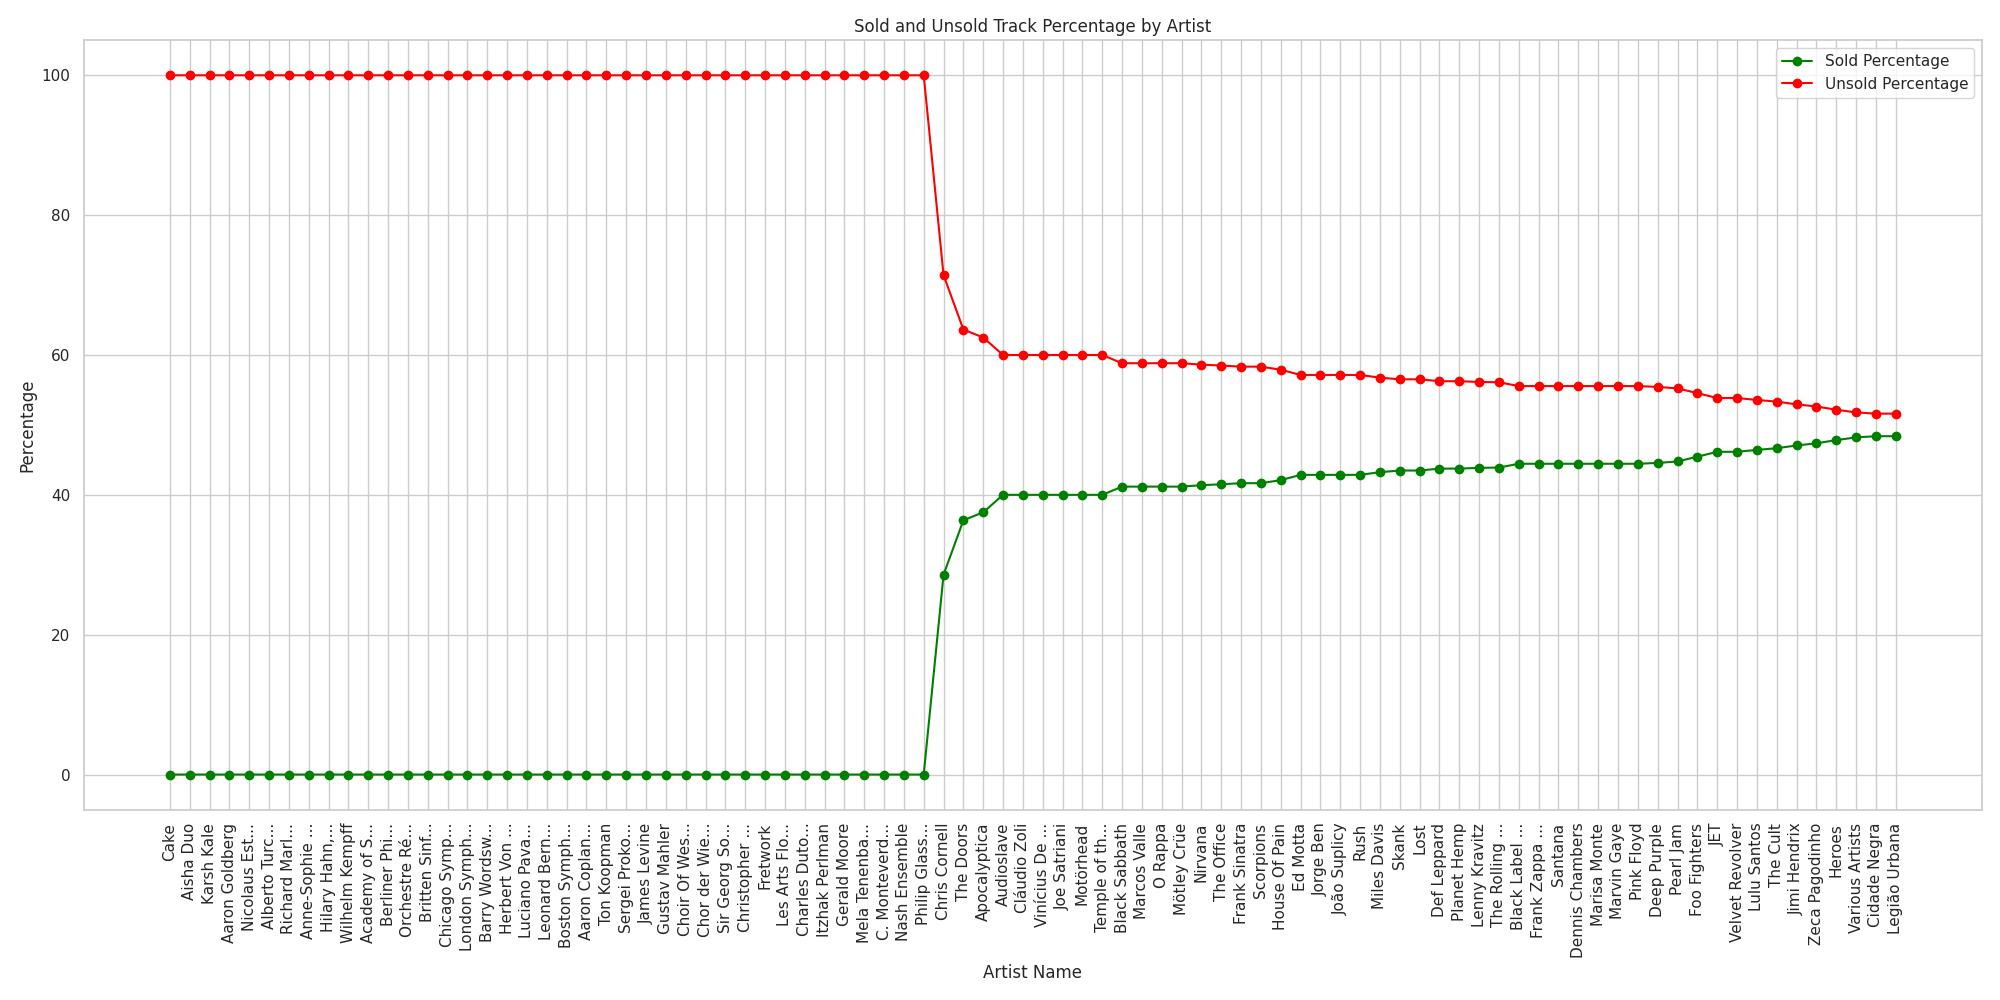 Sold and Unsold Track Percentage by Artist
Sold Percentage
Unsold Percentage
Percentage
100
80
60
40
20
0
Cake
Aisha Duo
Karsh Kale
Aaron Goldberg
Nicolaus Est...
Alberto Turc...
Richard Marl...
Anne-Sophie ...
Hilary Hahn,...
Wilhelm Kempff
Academy of S...
Berliner Phi...
Orchestre Ré...
Britten Sinf...
Chicago Symp...
London Symph...
Barry Wordsw...
Herbert Von ...
Luciano Pava...
Leonard Bern...
Boston Symph...
Aaron Coplan...
Ton Koopman
Sergei Proko...
James Levine
Gustav Mahler
Choir Of Wes...
Chor der Wie...
Sir Georg So...
Christopher ...
Fretwork
Les Arts Flo...
Charles Duto...
Itzhak Perlman
Gerald Moore
Mela Tenenba...
C. Monteverd...
Nash Ensemble
Philip Glass...
Chris Cornell
The Doors
Apocalyptica
Audioslave
Cláudio Zoli
Vinícius De ...
Joe Satriani
Motörhead
Temple of th...
Black Sabbath
Marcos Valle
O Rappa
Mötley Crüe
Nirvana
The Office
Frank Sinatra
Scorpions
House Of Pain
Ed Motta
Jorge Ben
João Suplicy
Rush
Miles Davis
Skank
Lost
Def Leppard
Planet Hemp
Lenny Kravitz
The Rolling ...
Black Label ...
Frank Zappa ...
Santana
Dennis Chambers
Marisa Monte
Marvin Gaye
Pink Floyd
Deep Purple
Pearl Jam
Foo Fighters
JET
Velvet Revolver
Lulu Santos
The Cult
Jimi Hendrix
Zeca Pagodinho
Heroes
Various Artists
Cidade Negra
Legião Urbana
Artist Name